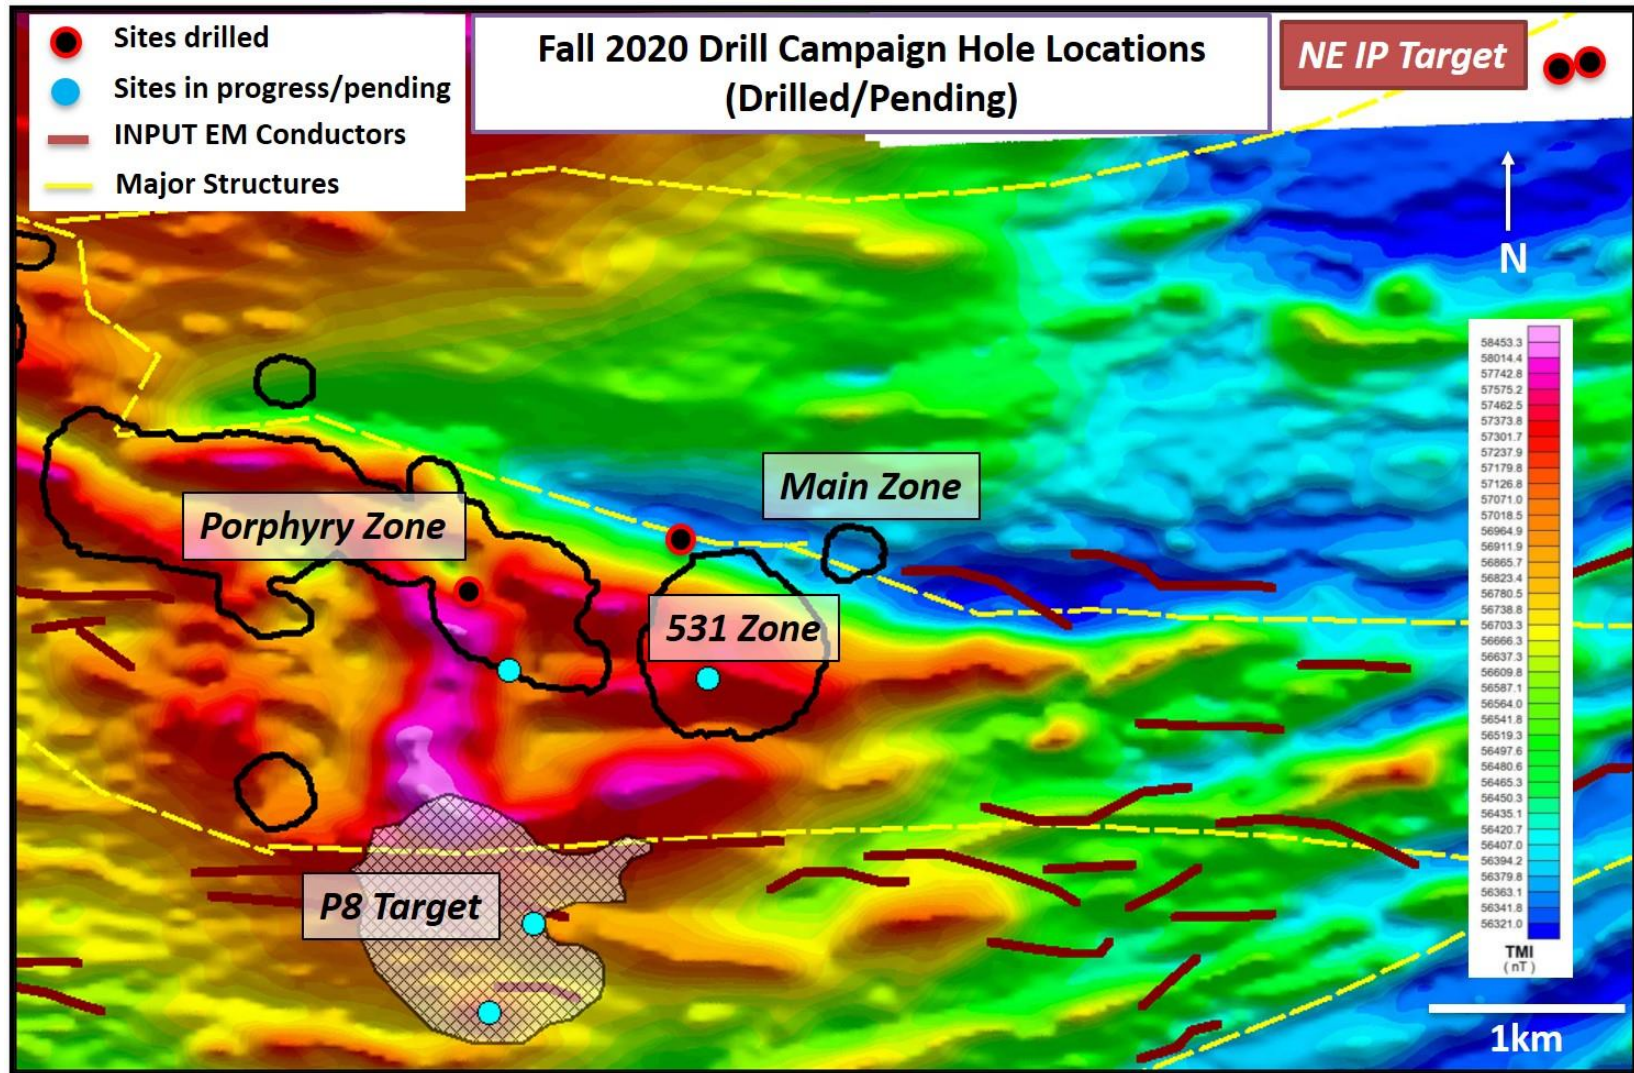 Sites drilled
Sites in progress/pending
INPUT EM Conductors
Major Structures
Fall 2020 Drill Campaign Hole Locations
(Drilled/Pending)
NE IP Target
N
Main Zone
Porphyry Zone
531 Zone
P8 Target
58453.3
58014.4
57742.8
57575.2
57462.5
57373.8
57301.7
57237.9
57179.8
57126.8
57071.0
57018.5
56964.9
56911.9
56865.7
56823.4
56780.5
56738.8
56703.3
56666.3
56637.3
56609.8
56587.1
56564.0
56541.8
56519.3
56497.6
56480.6
56465.3
56450.3
56435.1
56420.7
56407.0
56394.2
56379.8
56363.1
56341.8
56321.0
TMI
(nT)
1km